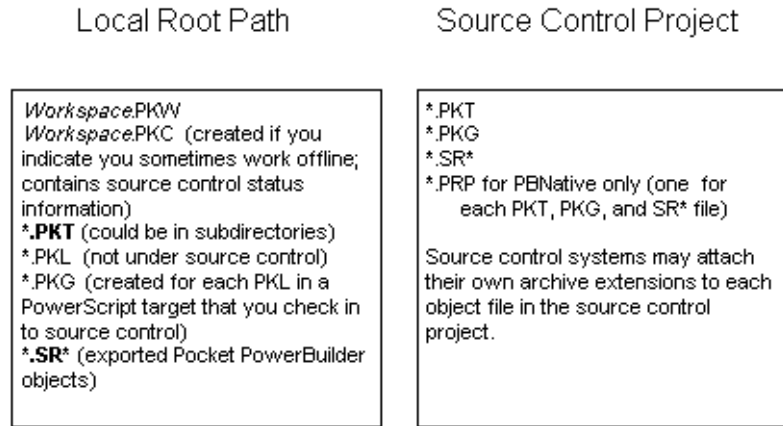 Local Root Path
Workspace.PKW
Workspace.PKC (created if you
indicate you sometimes work offline;
contains source control status
information)
*.PKT (could be in subdirectories)
*.PKL (not under source control)
*.PKG (created for each PKL in a
PowerScript target that you check in
to source control)
*.SR* (exported Pocket PowerBuilder
objects)
Source Control Project
*.PKT
*.PKG
*.SR*
*.PRP for PBNative only (one for
each PKT, PKG, and SR* file)
Source control systems may attach
their own archive extensions to each
object file in the source control
project.